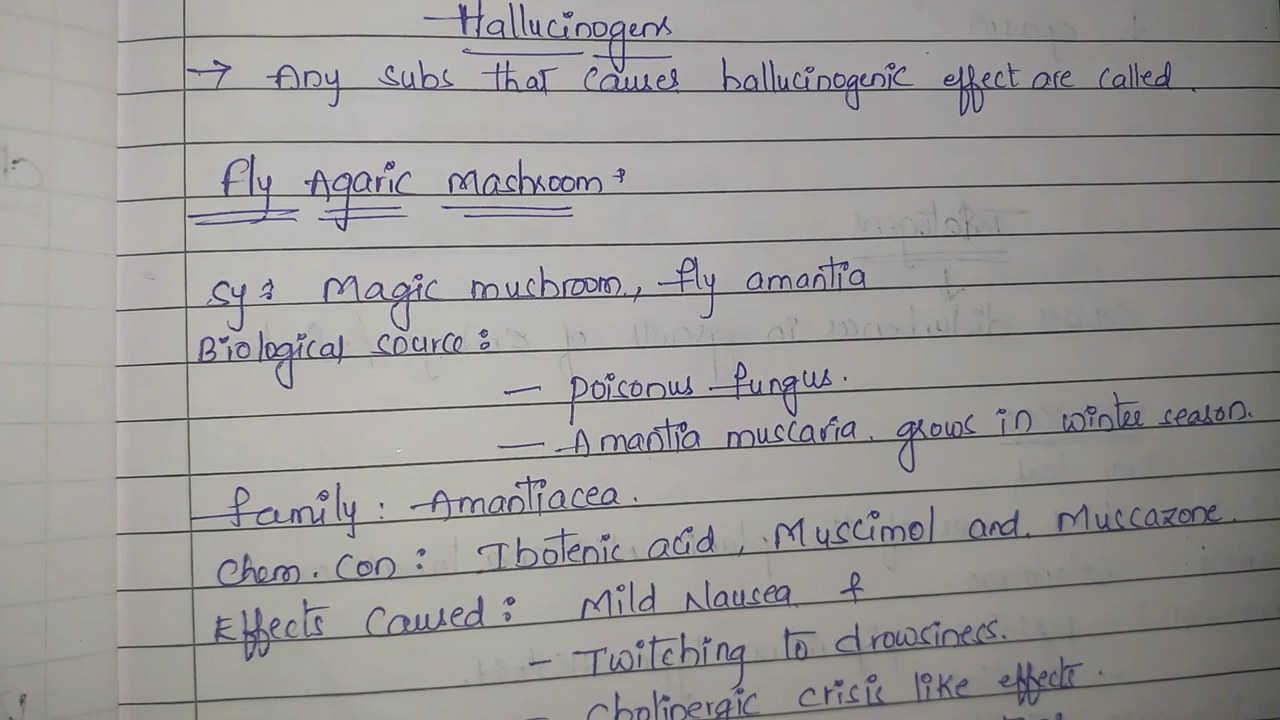 Hallucinogens
→ Any subs that causes hallucinogenic effect are called.
Fly Agaric Mashroom:
Sy: Magic mushroom, fly amantia
Biological source:
- Poisonus fungus.
- Amantia muscaria. grows in winter season.
family: Amantiacea.
Chem. Con: Ibotenic acid, Muscimol and. Muscazone.
Effects Caused: Mild Nausea &
- Twitching to drowsiness.
cholinergic crisis like effects.